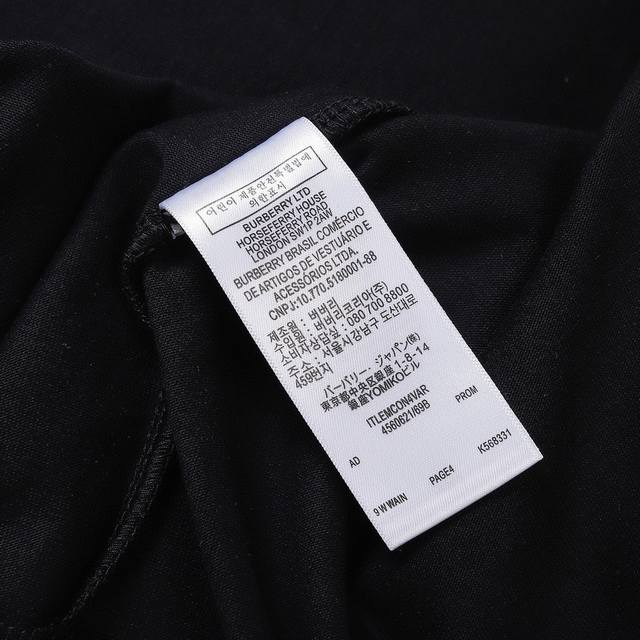 어린이 제품안전특별법에
의한표시
BURBERRY LTD
HORSEFERRY HOUSE
HORSEFERRY ROAD
LONDON SW1P 2AW
BURBERRY BRASIL COMÉRCIO
DE ARTIGOS DE VESTUÁRIO E
ACESSÓRIOS LTDA.
CNPJ:10.770.5180001-88
제조원 : 버버리
수입원 : 버버리코리아(주)
소비자상담실 : 080 700 8800
주소 : 서울시강남구 도산대로
459번지
バーバリー・ジャパン(株)
東京都中央区銀座1-8-14
銀座YOMIKOビル
ITLEMCONAVAR
4560621/69B
AD PROM
9 W WAIN PAGE4 K568331